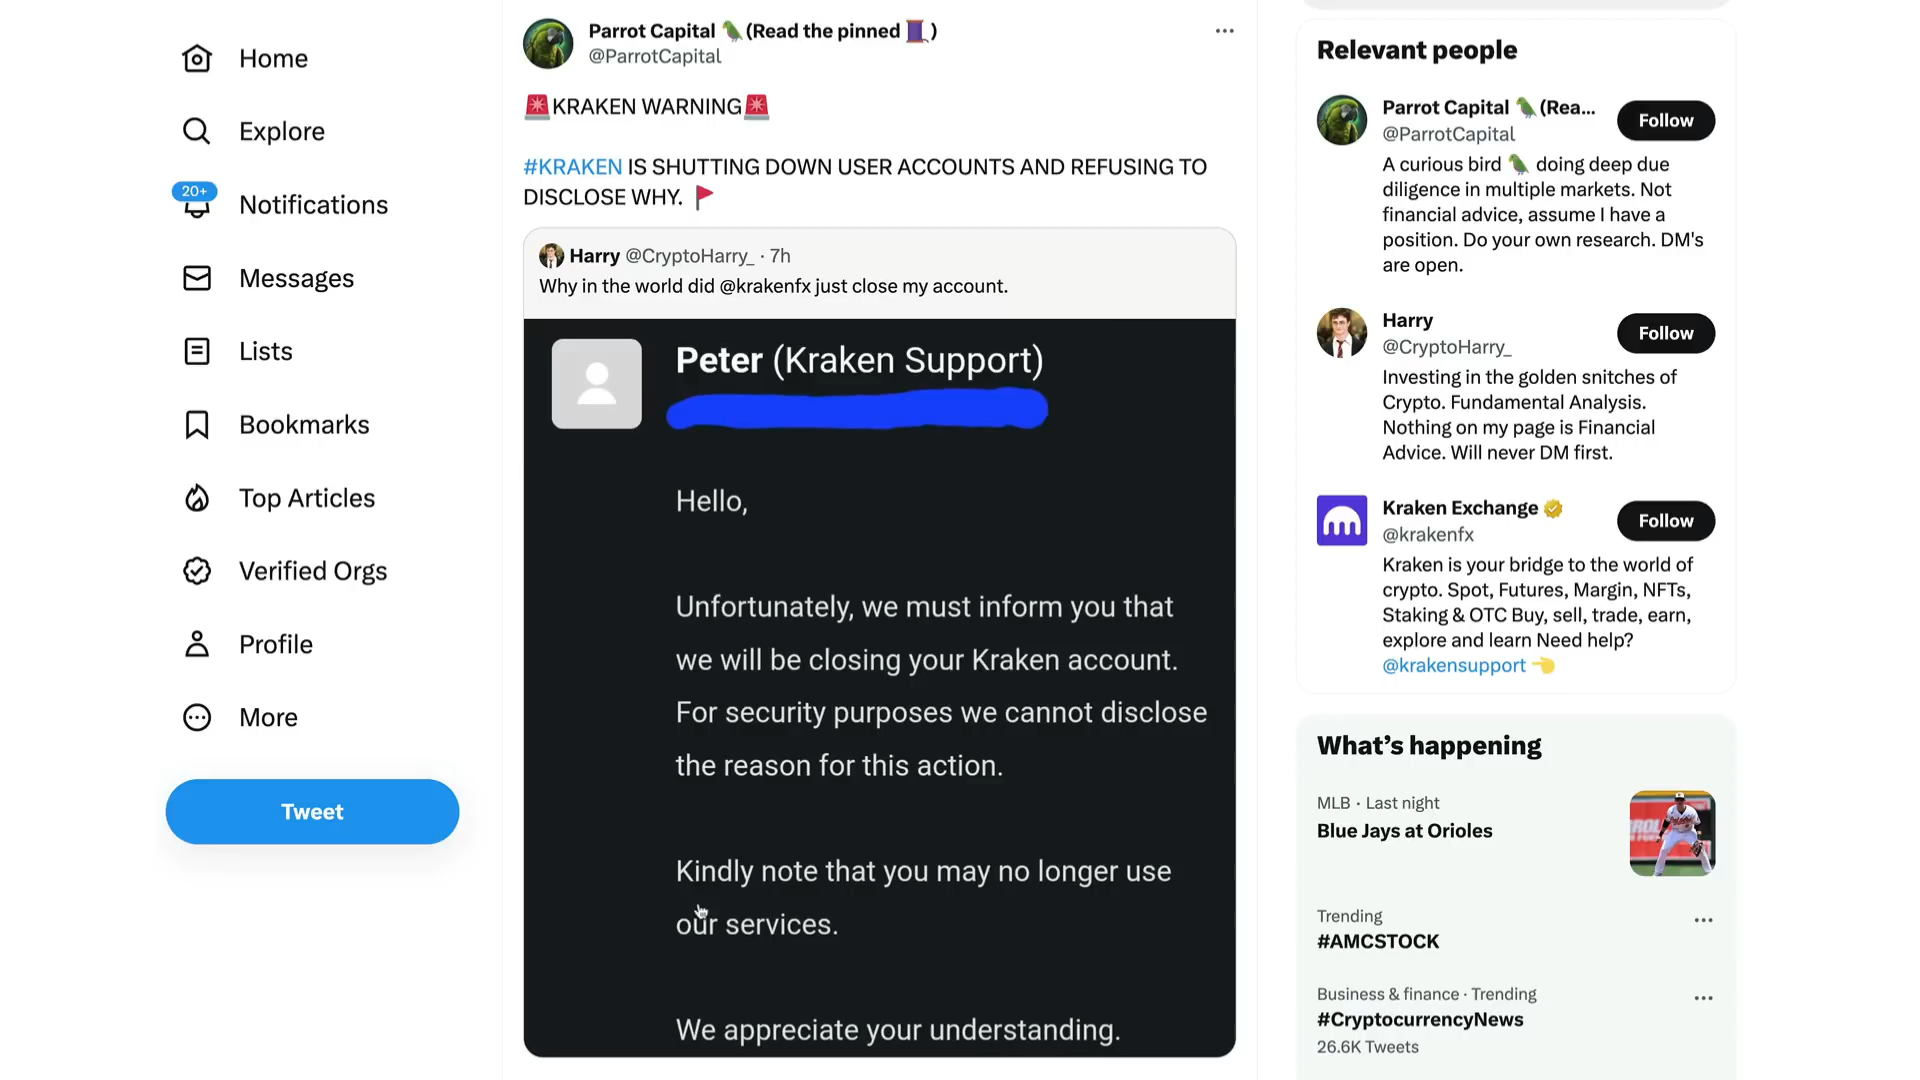 Home
Explore
20+
Notifications
Messages
Lists
Bookmarks
Top Articles
Verified Orgs
Profile
More
Tweet
Parrot Capital 🦜(Read the pinned 🧵)
@ParrotCapital
🚨KRAKEN WARNING🚨
#KRAKEN IS SHUTTING DOWN USER ACCOUNTS AND REFUSING TO
DISCLOSE WHY. 🚩
Harry @CryptoHarry_ · 7h
Why in the world did @krakenfx just close my account.
Peter (Kraken Support)
Hello,
Unfortunately, we must inform you that
we will be closing your Kraken account.
For security purposes we cannot disclose
the reason for this action.
Kindly note that you may no longer use
our services.
We appreciate your understanding.
Relevant people
Parrot Capital 🦜(Rea...
@ParrotCapital
Follow
A curious bird 🦜 doing deep due
diligence in multiple markets. Not
financial advice, assume I have a
position. Do your own research. DM's
are open.
Harry
@CryptoHarry_
Follow
Investing in the golden snitches of
Crypto. Fundamental Analysis.
Nothing on my page is Financial
Advice. Will never DM first.
Kraken Exchange
@krakenfx
Follow
Kraken is your bridge to the world of
crypto. Spot, Futures, Margin, NFTs,
Staking & OTC Buy, sell, trade, earn,
explore and learn Need help?
@krakensupport 👈
What's happening
MLB · Last night
Blue Jays at Orioles
Trending
#AMCSTOCK
Business & finance · Trending
#CryptocurrencyNews
26.6K Tweets